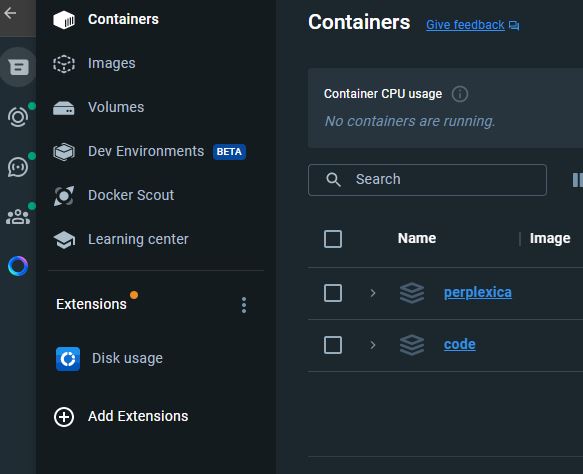 Containers
Images
Volumes
Dev Environments BETA
Docker Scout
Learning center
Extensions
Disk usage
Add Extensions
Containers Give feedback
Container CPU usage
No containers are running.
Search
Name Image
perplexica
code